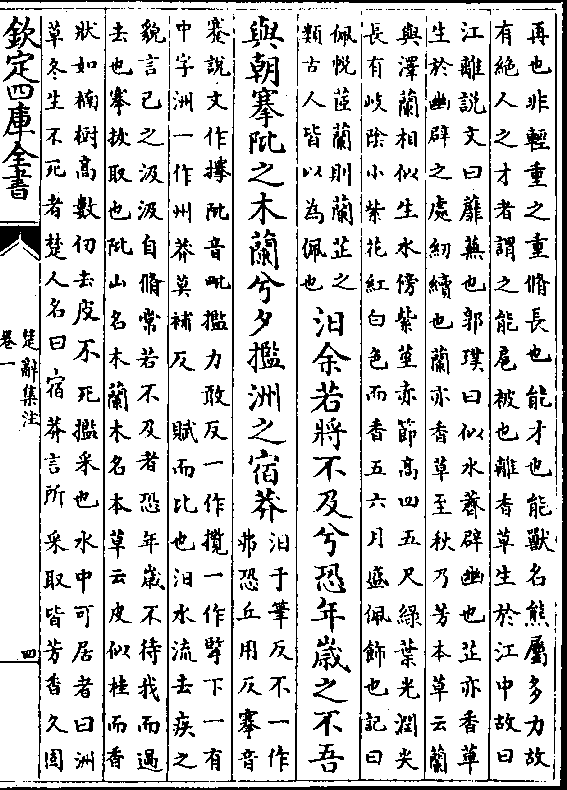 再也非輕重之重脩長也能才也能獸名熊屬多力故
有絕人之才者謂之能扈被也離香草生於江中故曰
江離説文曰蘪蕪也郭璞曰似水薺辟幽也芷亦香草
生於幽辟之處紉續也蘭亦香草至秋乃芳本草云蘭
與澤蘭相似生水傍紫莖赤節高四五尺綠葉光潤尖
長有歧陰小紫花紅白色而香五六月盛佩飾也記曰
佩帨茝蘭則蘭芷之
類古人皆以為佩也
汨余若將不及兮恐年歲之不吾
與朝搴阰之木蘭兮夕㩜洲之宿莽
汨于筆反不一作
弗恐丘用反搴音
蹇説文作㩃阰音毗㩜力敢反一作攬一作擥下一有
中字洲一作州莽莫補反 賦而比也汨水流去疾之
貌言己之汲汲自脩常若不及者恐年歲不待我而過
去也搴拔取也阰山名木蘭木名本草云皮似桂而香
狀如楠樹高數仞去皮不死㩜采也水中可居者曰洲
草冬生不死者楚人名曰宿莽言所采取皆芳香久固
欽定四庫全書
楚辭集注
卷一
四